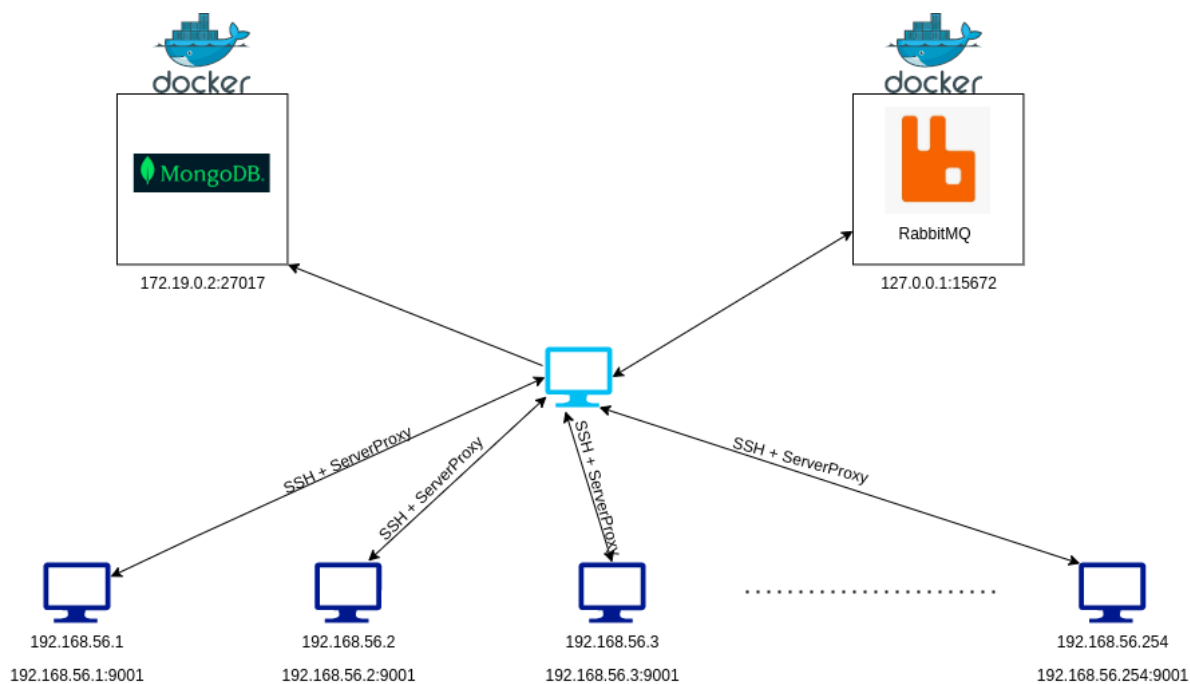 docker
docker
MongoDB.
RabbitMQ
172.19.0.2:27017
127.0.0.1:15672
SSH + ServerProxy
SSH + ServerProxy
SSH + ServerProxy
SSH + ServerProxy
192.168.56.1
192.168.56.2
192.168.56.3
192.168.56.254
192.168.56.1:9001
192.168.56.2:9001
192.168.56.3:9001
192.168.56.254:9001